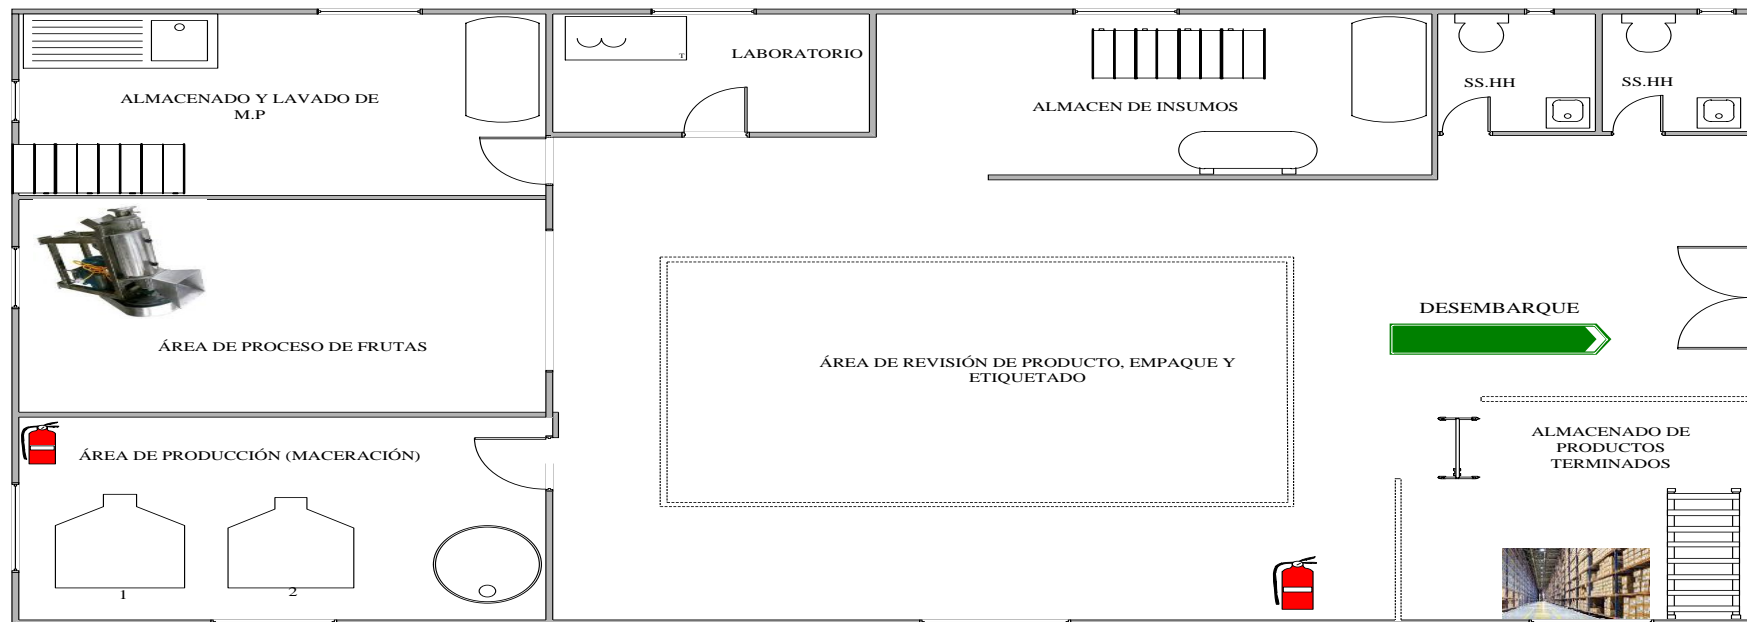 LABORATORIO
T
ALMACENADO Y LAVADO DE
M.P
ALMACEN DE INSUMOS
SS.HH
SS.HH
ÁREA DE PROCESO DE FRUTAS
DESEMBARQUE
ÁREA DE REVISIÓN DE PRODUCTO, EMPAQUE Y
ETIQUETADO
ÁREA DE PRODUCCIÓN (MACERACIÓN)
1
2
ALMACENADO DE
PRODUCTOS
TERMINADOS